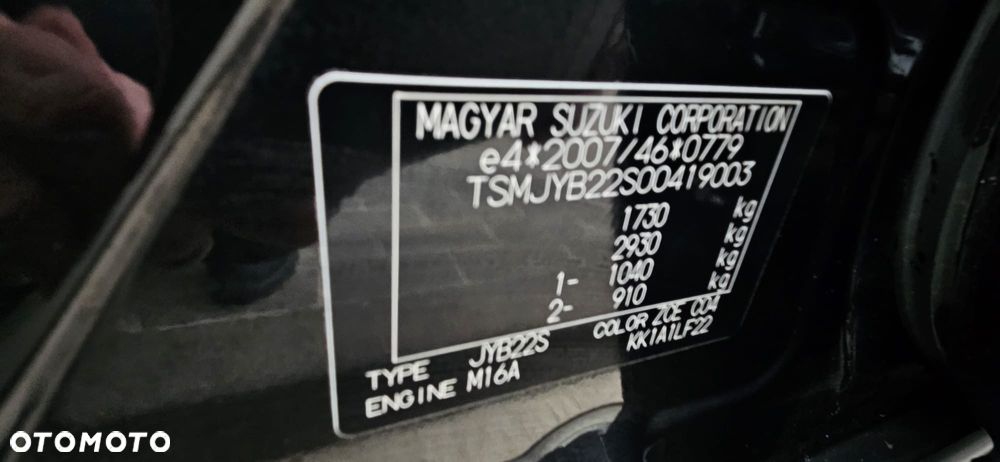 MAGYAR SUZUKI CORPORATION
e4*2007/46*0779
TSMJYB22S00419003
1730 kg
2930 kg
1- 1040 kg
2- 910 kg
TYPE JYB22S COLOR ZCE 004
ENGINE M16A KK1A1LF22
OTOMOTO